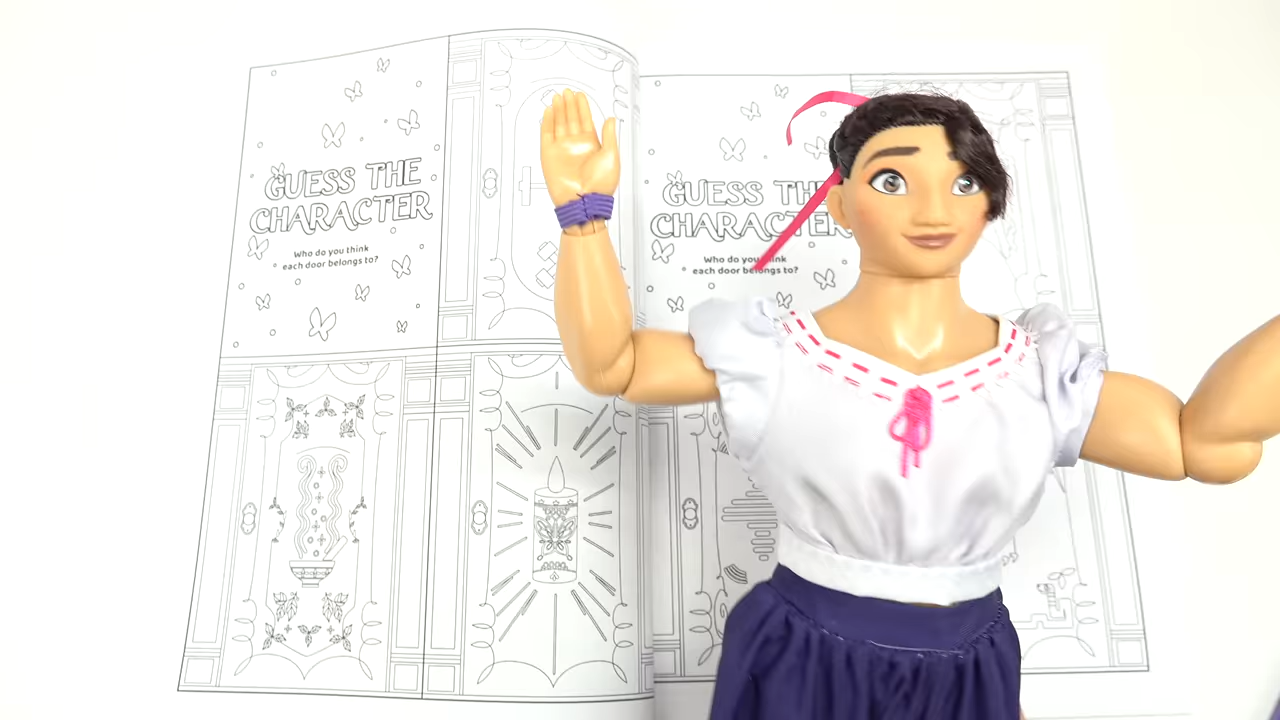 GUESS THE
CHARACTER
Who do you think
each door belongs to?
GUESS THE
CHARACTER
Who do you think
each door belongs to?